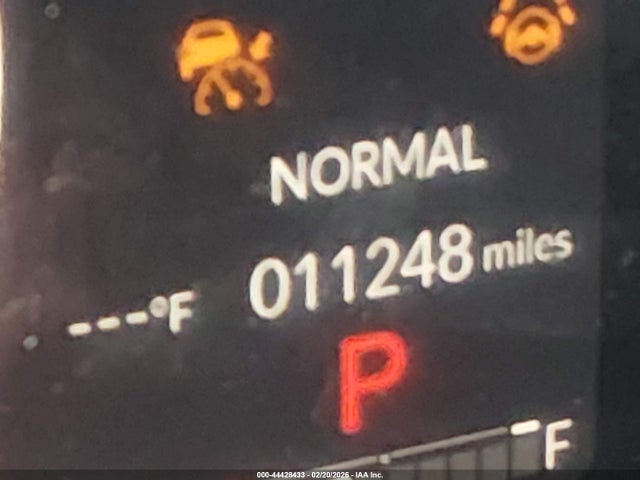 NORMAL
011248 miles
---°F
P
F
000-44428433 - 02/20/2026 - IAA Inc.